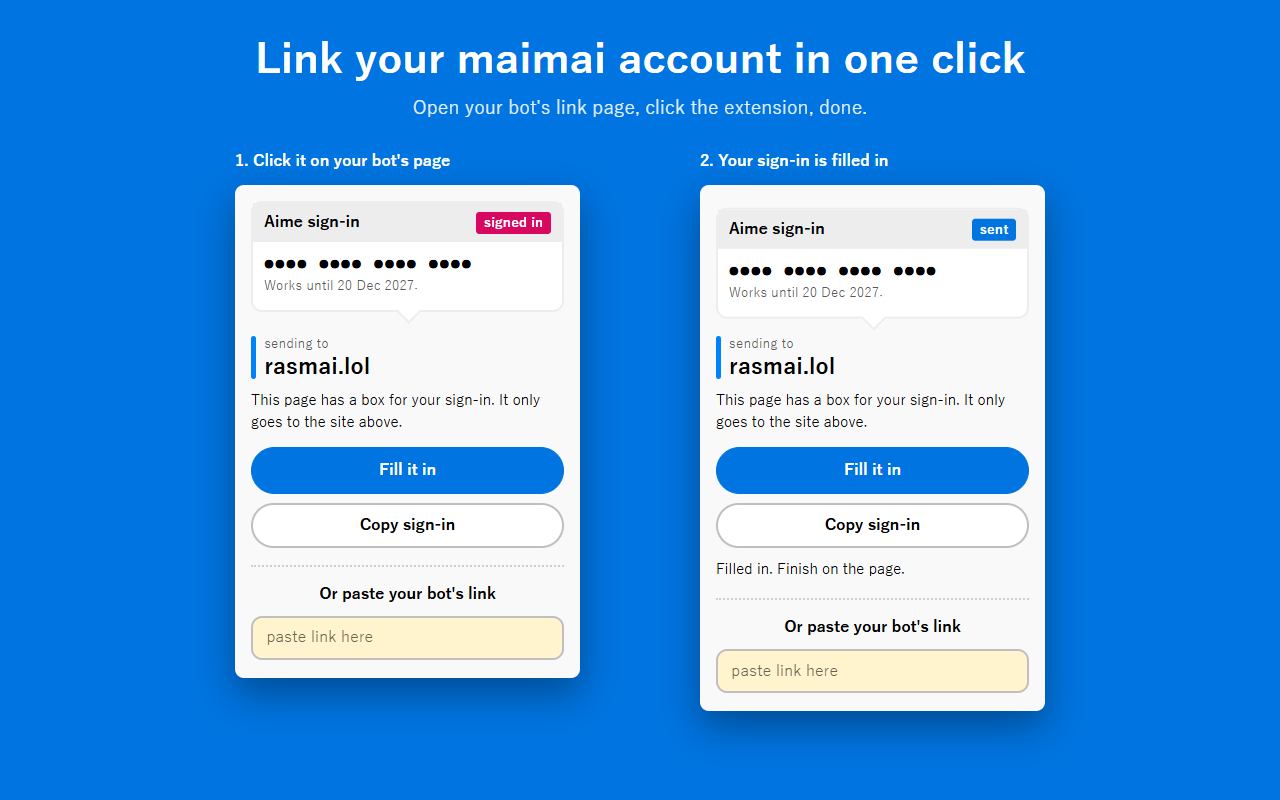 Link your maimai account in one click
Open your bot's link page, click the extension, done.
1. Click it on your bot's page
Aime sign-in
signed in
●●●● ●●●● ●●●● ●●●●
Works until 20 Dec 2027.
sending to
rasmai.lol
This page has a box for your sign-in. It only
goes to the site above.
Fill it in
Copy sign-in
Or paste your bot's link
paste link here
2. Your sign-in is filled in
Aime sign-in
sent
●●●● ●●●● ●●●● ●●●●
Works until 20 Dec 2027.
sending to
rasmai.lol
This page has a box for your sign-in. It only
goes to the site above.
Fill it in
Copy sign-in
Filled in. Finish on the page.
Or paste your bot's link
paste link here